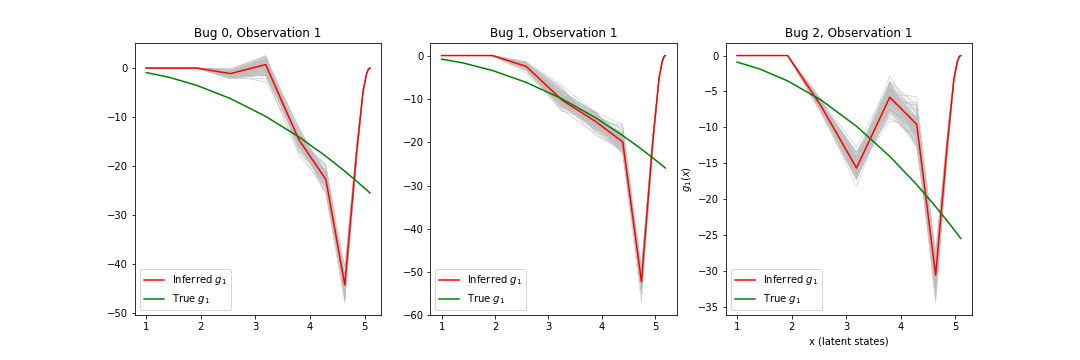 Bug 0, Observation 1
0
−10
−20
−30
−40
−50
1 2 3 4 5
Inferred g₁
True g₁
Bug 1, Observation 1
0
−10
−20
−30
−40
−50
−60
1 2 3 4 5
Inferred g₁
True g₁
Bug 2, Observation 1
g₁(x)
0
−5
−10
−15
−20
−25
−30
−35
1 2 3 4 5
x (latent states)
Inferred g₁
True g₁